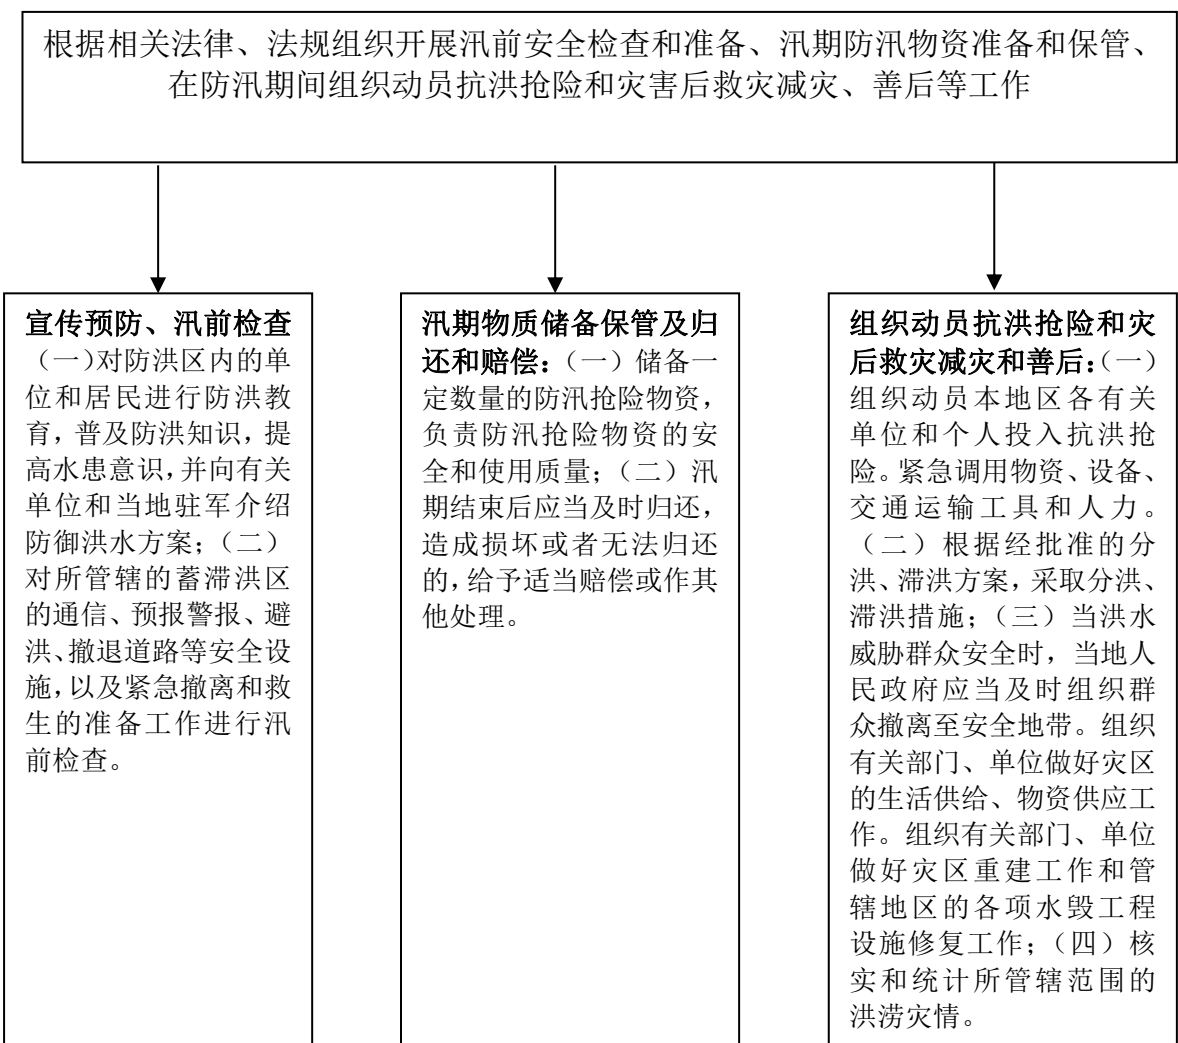 根据相关法律、法规组织开展汛前安全检查和准备、汛期防汛物资准备和保管、
在防汛期间组织动员抗洪抢险和灾害后救灾减灾、善后等工作
宣传预防、汛前检查
（一）对防洪区内的单
位和居民进行防洪教
育，普及防洪知识，提
高水患意识，并向有关
单位和当地驻军介绍
防御洪水方案；（二）
对所管辖的蓄滞洪区
的通信、预报警报、避
洪、撤退道路等安全设
施，以及紧急撤离和救
生的准备工作进行汛
前检查。
汛期物质储备保管及归
还和赔偿：（一）储备一
定数量的防汛抢险物资，
负责防汛抢险物资的安
全和使用质量；（二）汛
期结束后应当及时归还，
造成损坏或者无法归还
的，给予适当赔偿或作其
他处理。
组织动员抗洪抢险和灾
后救灾减灾和善后：（一）
组织动员本地区各有关
单位和个人投入抗洪抢
险。紧急调用物资、设备、
交通运输工具和人力。
（二）根据经批准的分
洪、滞洪方案，采取分洪、
滞洪措施；（三）当洪水
威胁群众安全时，当地人
民政府应当及时组织群
众撤离至安全地带。组织
有关部门、单位做好灾区
的生活供给、物资供应工
作。组织有关部门、单位
做好灾区重建工作和管
辖地区的各项水毁工程
设施修复工作；（四）核
实和统计所管辖范围的
洪涝灾情。